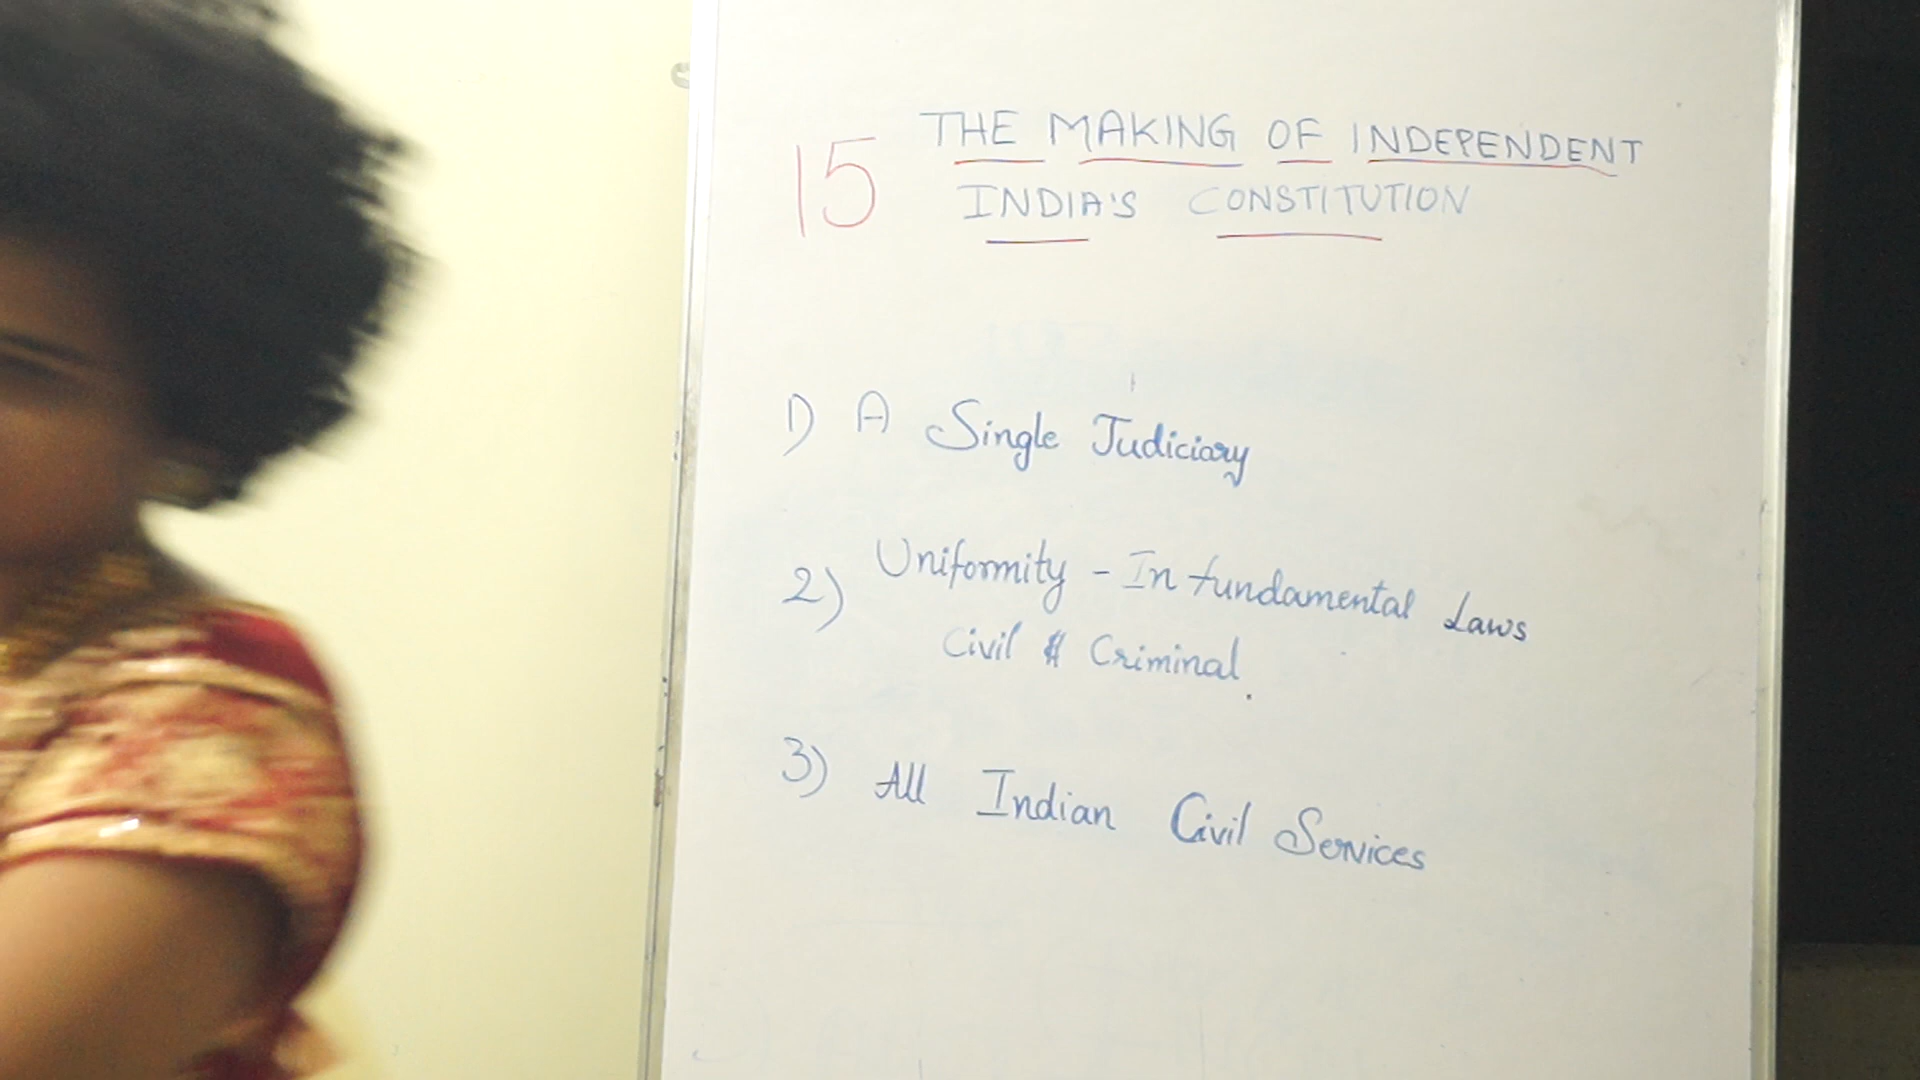 15 THE MAKING OF INDEPENDENT
INDIA'S CONSTITUTION
1) A Single Judiciary
2) Uniformity - In fundamental Laws
Civil & Criminal.
3) All Indian Civil Services